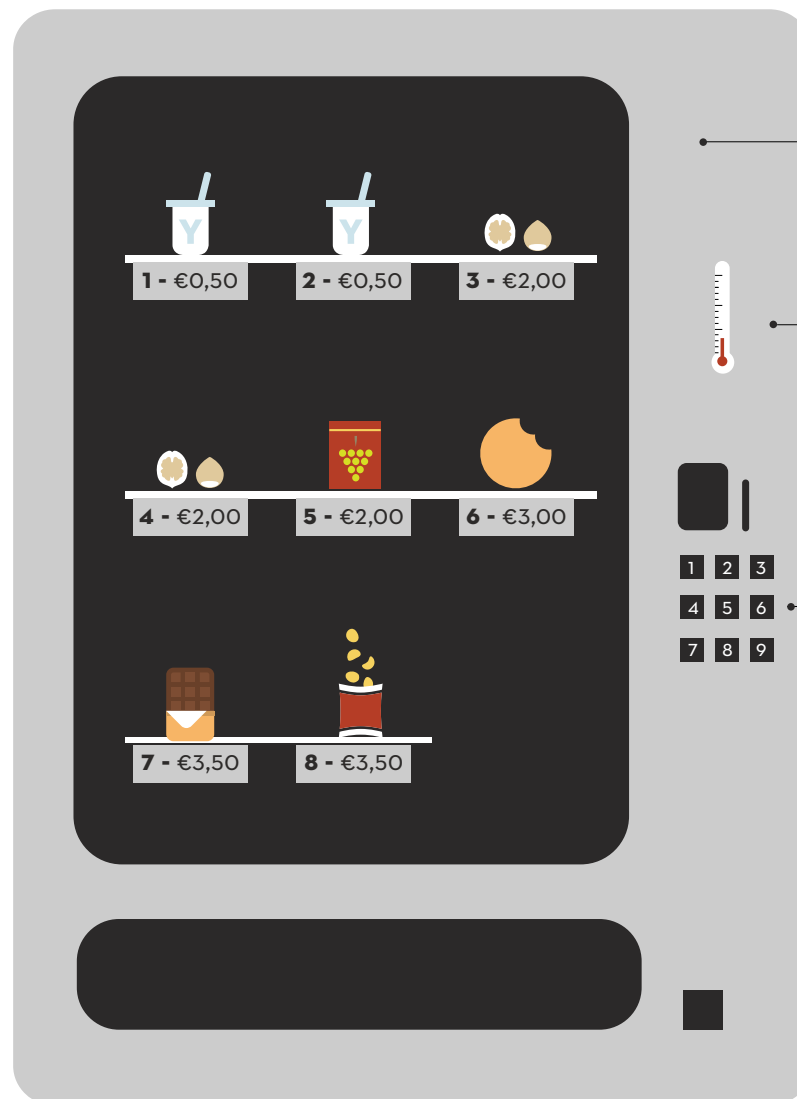 Y
Y
1 - €0,50
2 - €0,50
3 - €2,00
4 - €2,00
5 - €2,00
6 - €3,00
1 2 3
4 5 6
7 8 9
7 - €3,50
8 - €3,50